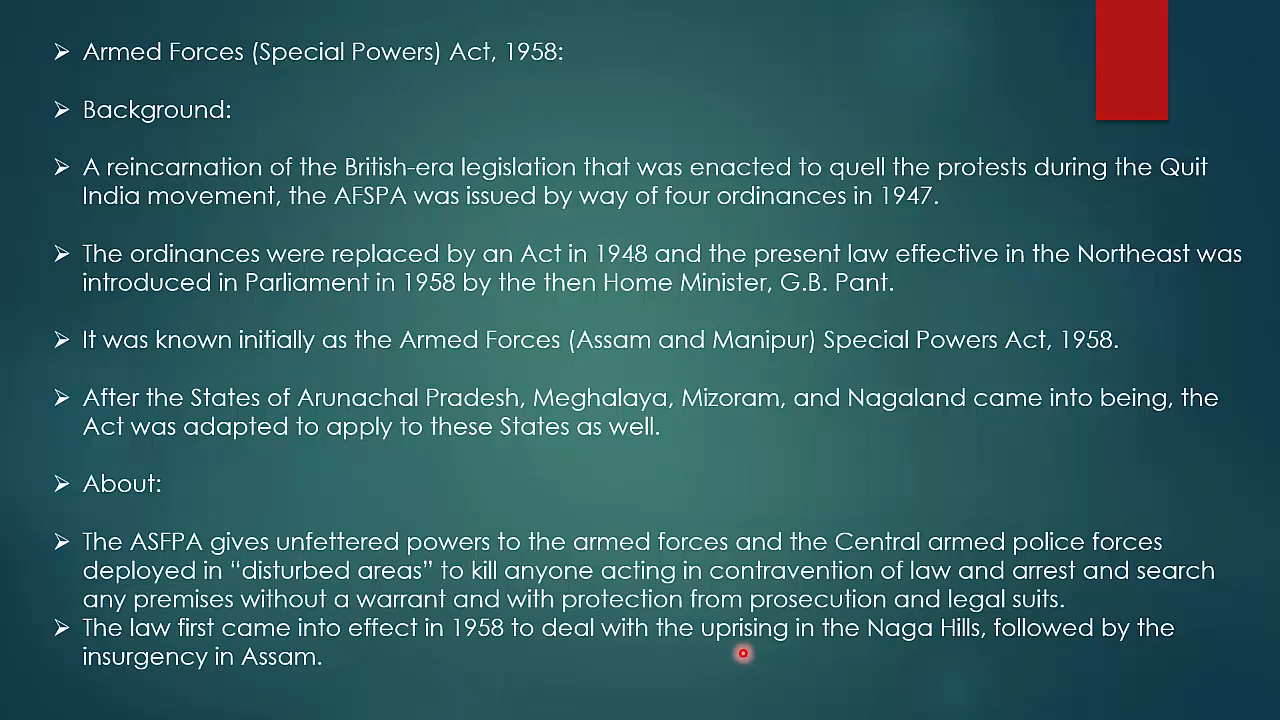 ➢ Armed Forces (Special Powers) Act, 1958:
➢ Background:
➢ A reincarnation of the British-era legislation that was enacted to quell the protests during the Quit
India movement, the AFSPA was issued by way of four ordinances in 1947.
➢ The ordinances were replaced by an Act in 1948 and the present law effective in the Northeast was
introduced in Parliament in 1958 by the then Home Minister, G.B. Pant.
➢ It was known initially as the Armed Forces (Assam and Manipur) Special Powers Act, 1958.
➢ After the States of Arunachal Pradesh, Meghalaya, Mizoram, and Nagaland came into being, the
Act was adapted to apply to these States as well.
➢ About:
➢ The ASFPA gives unfettered powers to the armed forces and the Central armed police forces
deployed in “disturbed areas” to kill anyone acting in contravention of law and arrest and search
any premises without a warrant and with protection from prosecution and legal suits.
➢ The law first came into effect in 1958 to deal with the uprising in the Naga Hills, followed by the
insurgency in Assam.